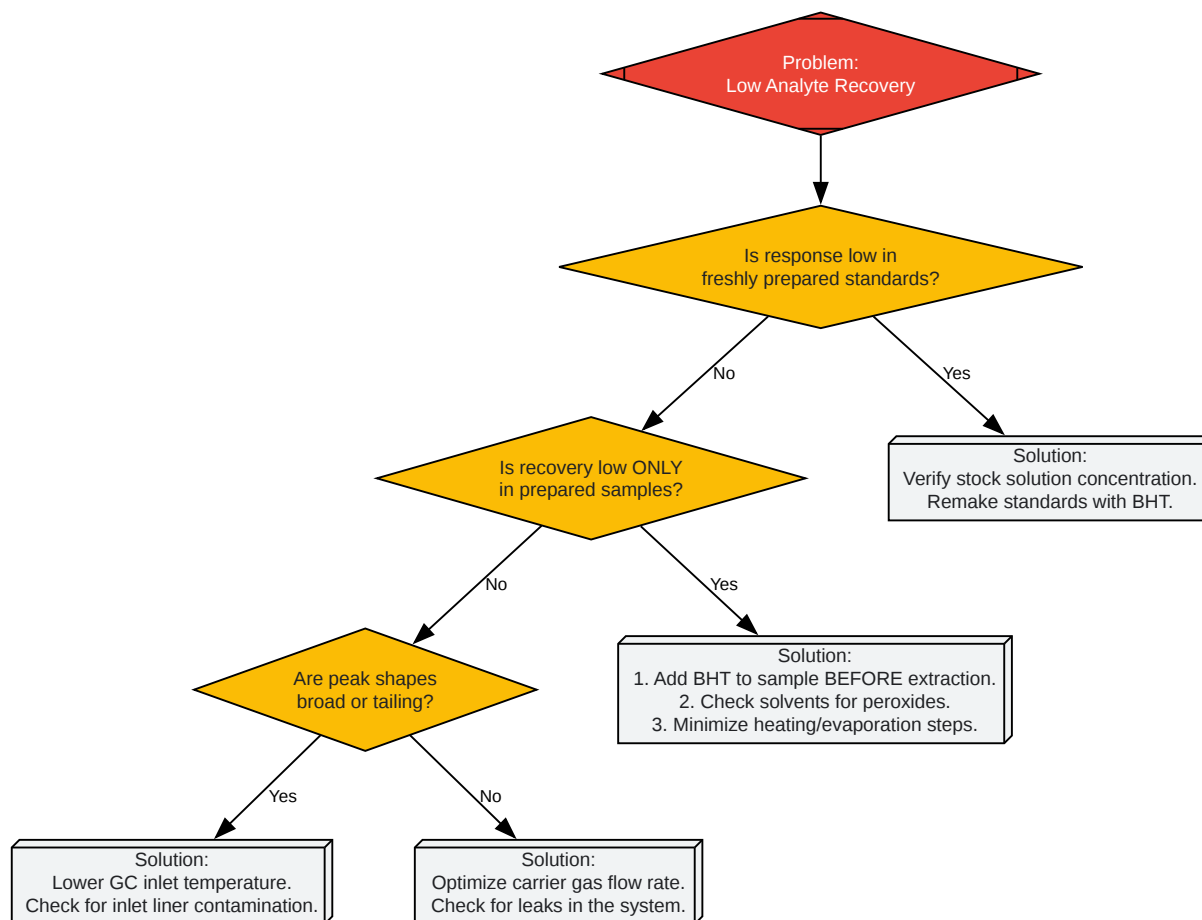 Problem:
Low Analyte Recovery
Is response low in
freshly prepared standards?
No
Yes
Is recovery low ONLY
in prepared samples?
Solution:
Verify stock solution concentration.
Remake standards with BHT.
No
Yes
Are peak shapes
broad or tailing?
Solution:
1. Add BHT to sample BEFORE extraction.
2. Check solvents for peroxides.
3. Minimize heating/evaporation steps.
Yes
No
Solution:
Lower GC inlet temperature.
Check for inlet liner contamination.
Solution:
Optimize carrier gas flow rate.
Check for leaks in the system.